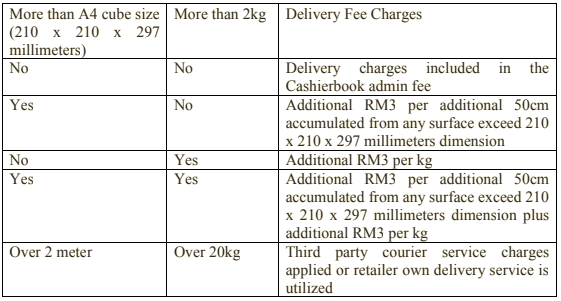 More than A4 cube size More than 2kg Delivery Fee Charges
(210 x 210 x 297
millimeters)
No No Delivery charges included in the
Cashierbook admin fee
Yes No Additional RM3 per additional 50cm
accumulated from any surface exceed 210
x 210 x 297 millimeters dimension
No Yes Additional RM3 per kg
Yes Yes Additional RM3 per additional 50cm
accumulated from any surface exceed 210
x 210 x 297 millimeters dimension plus
additional RM3 per kg
Over 2 meter Over 20kg Third party courier service charges
applied or retailer own delivery service is
utilized